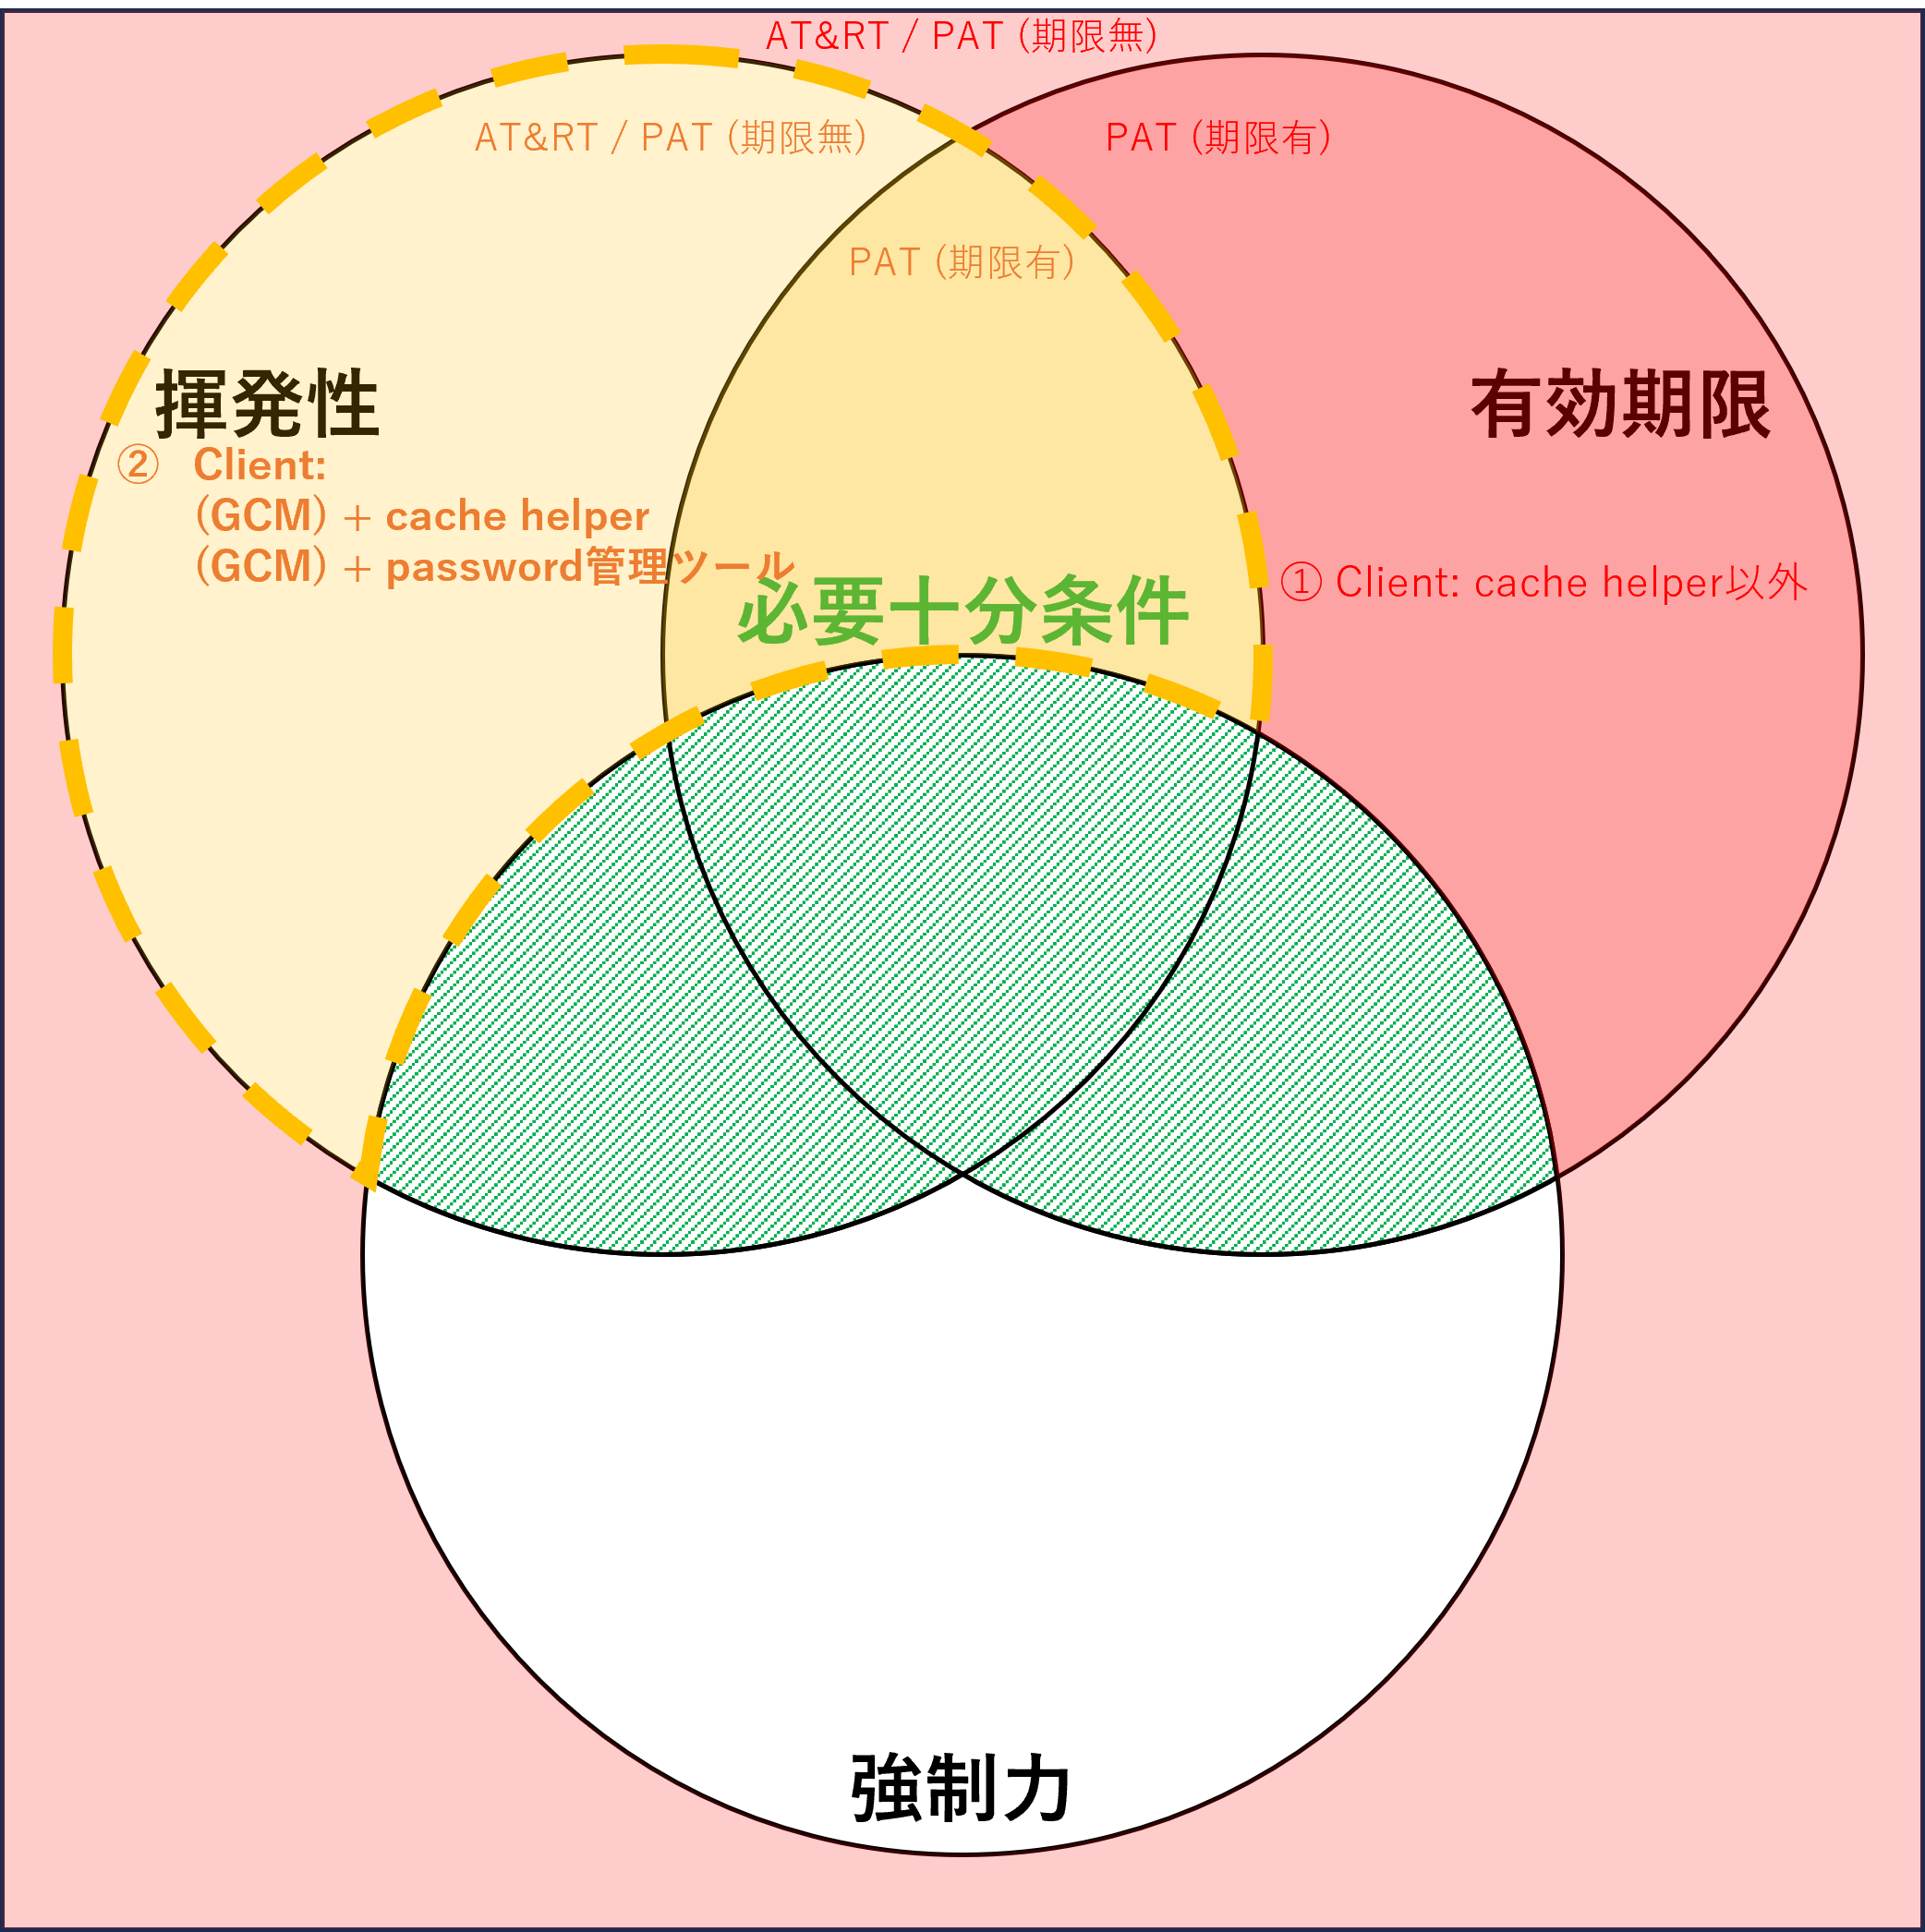 AT&RT / PAT (期限無)
AT&RT / PAT (期限無)
PAT (期限有)
PAT (期限有)
揮発性
有効期限
② Client:
(GCM) + cache helper
(GCM) + password管理ツール
① Client: cache helper以外
必要十分条件
強制力